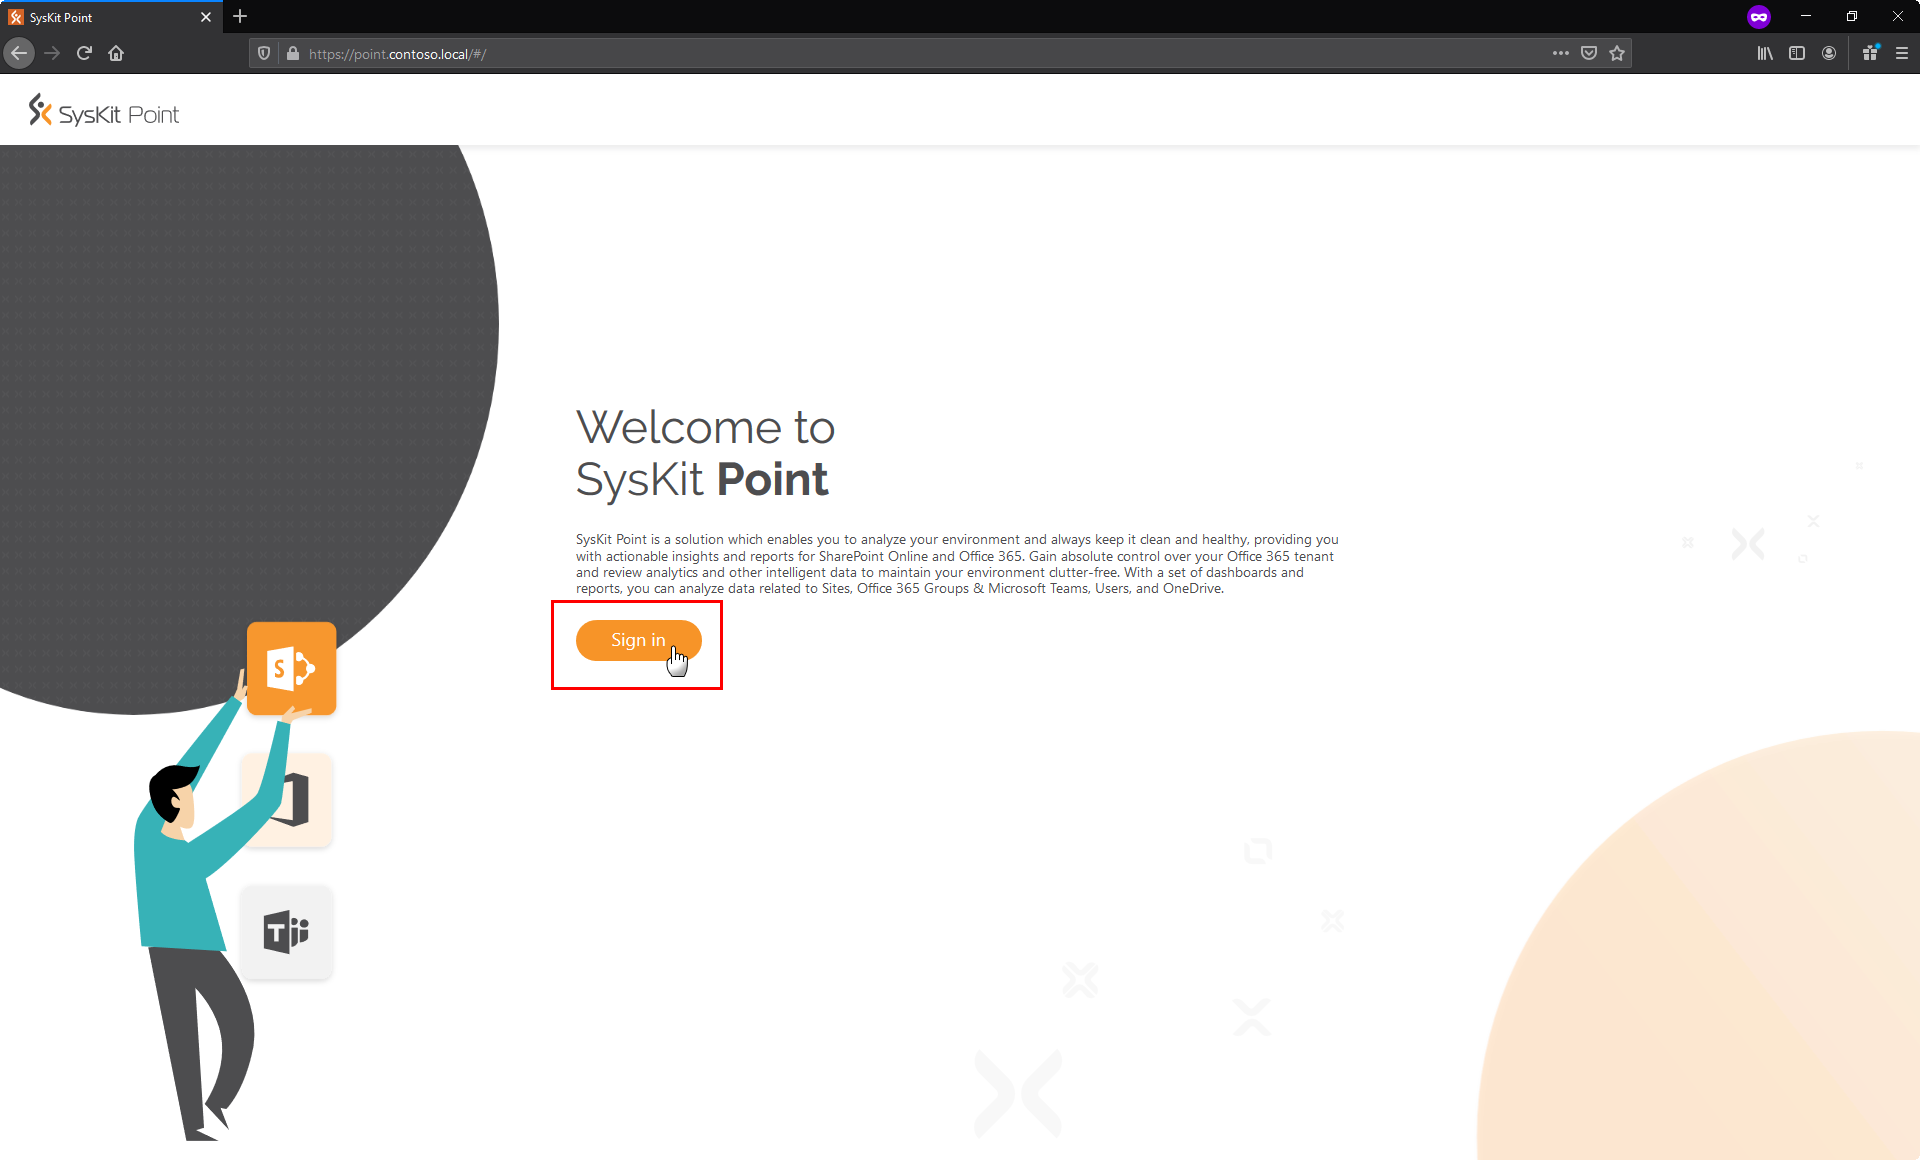 SysKit Point
https://point.contoso.local/#/
SysKit Point
Welcome to
SysKit Point
SysKit Point is a solution which enables you to analyze your environment and always keep it clean and healthy, providing you
with actionable insights and reports for SharePoint Online and Office 365. Gain absolute control over your Office 365 tenant
and review analytics and other intelligent data to maintain your environment clutter-free. With a set of dashboards and
reports, you can analyze data related to Sites, Office 365 Groups & Microsoft Teams, Users, and OneDrive.
Sign in
S
T